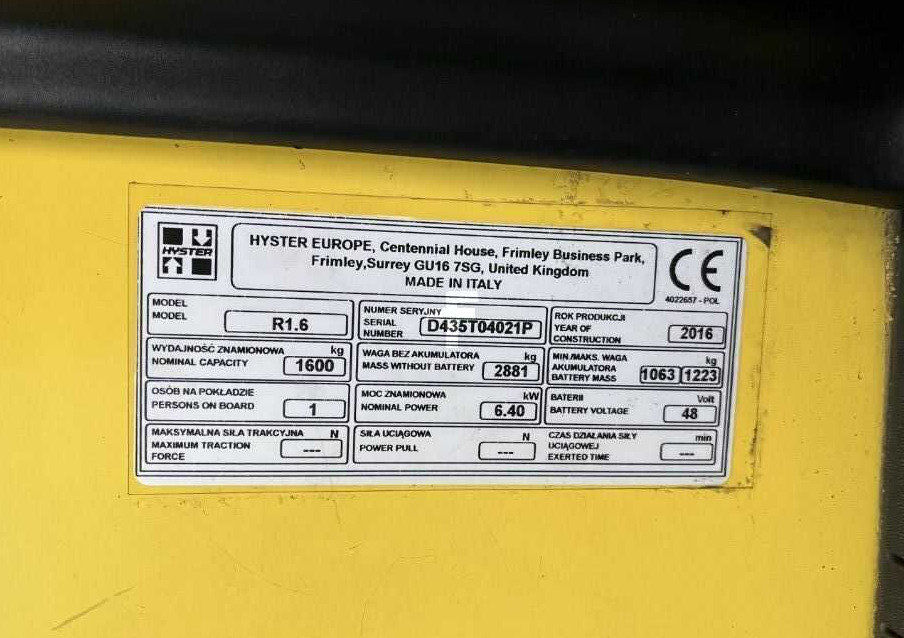 HYSTER
HYSTER EUROPE, Centennial House, Frimley Business Park,
Frimley,Surrey GU16 7SG, United Kingdom
MADE IN ITALY
CE
4022657 - POL
MODEL
MODEL
R1.6
NUMER SERYJNY
SERIAL
NUMBER
D435T04021P
ROK PRODUKCJI
YEAR OF
CONSTRUCTION
2016
WYDAJNOŚĆ ZNAMIONOWA kg
NOMINAL CAPACITY 1600
WAGA BEZ AKUMULATORA kg
MASS WITHOUT BATTERY 2881
MIN./MAKS. WAGA kg
AKUMULATORA
BATTERY MASS 1063 1223
OSÓB NA POKŁADZIE
PERSONS ON BOARD 1
MOC ZNAMIONOWA kW
NOMINAL POWER 6.40
BATERII Volt
BATTERY VOLTAGE 48
MAKSYMALNA SIŁA TRAKCYJNA N
MAXIMUM TRACTION
FORCE ---
SIŁA UCIĄGOWA N
POWER PULL ---
CZAS DZIAŁANIA SIŁY min
UCIĄGOWEJ
EXERTED TIME ---